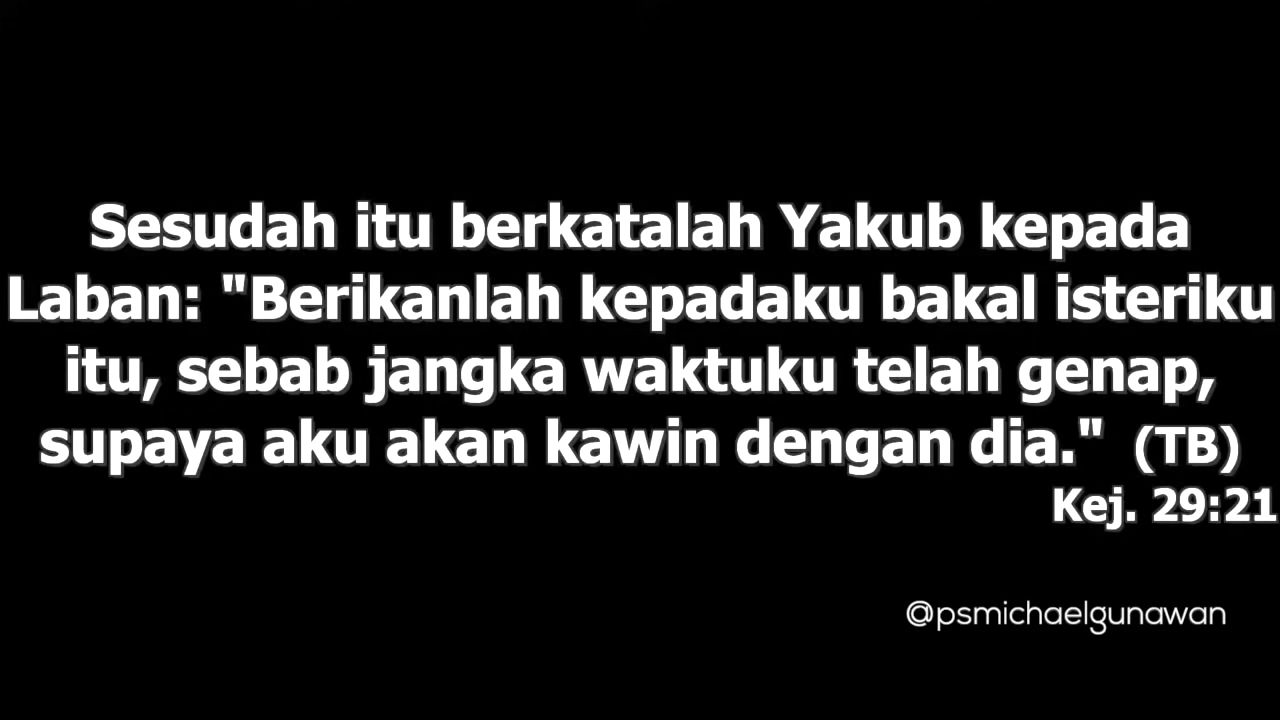 Sesudah itu berkatalah Yakub kepada
Laban: "Berikanlah kepadaku bakal isteriku
itu, sebab jangka waktuku telah genap,
supaya aku akan kawin dengan dia." (TB)
Kej. 29:21
@psmichaelgunawan